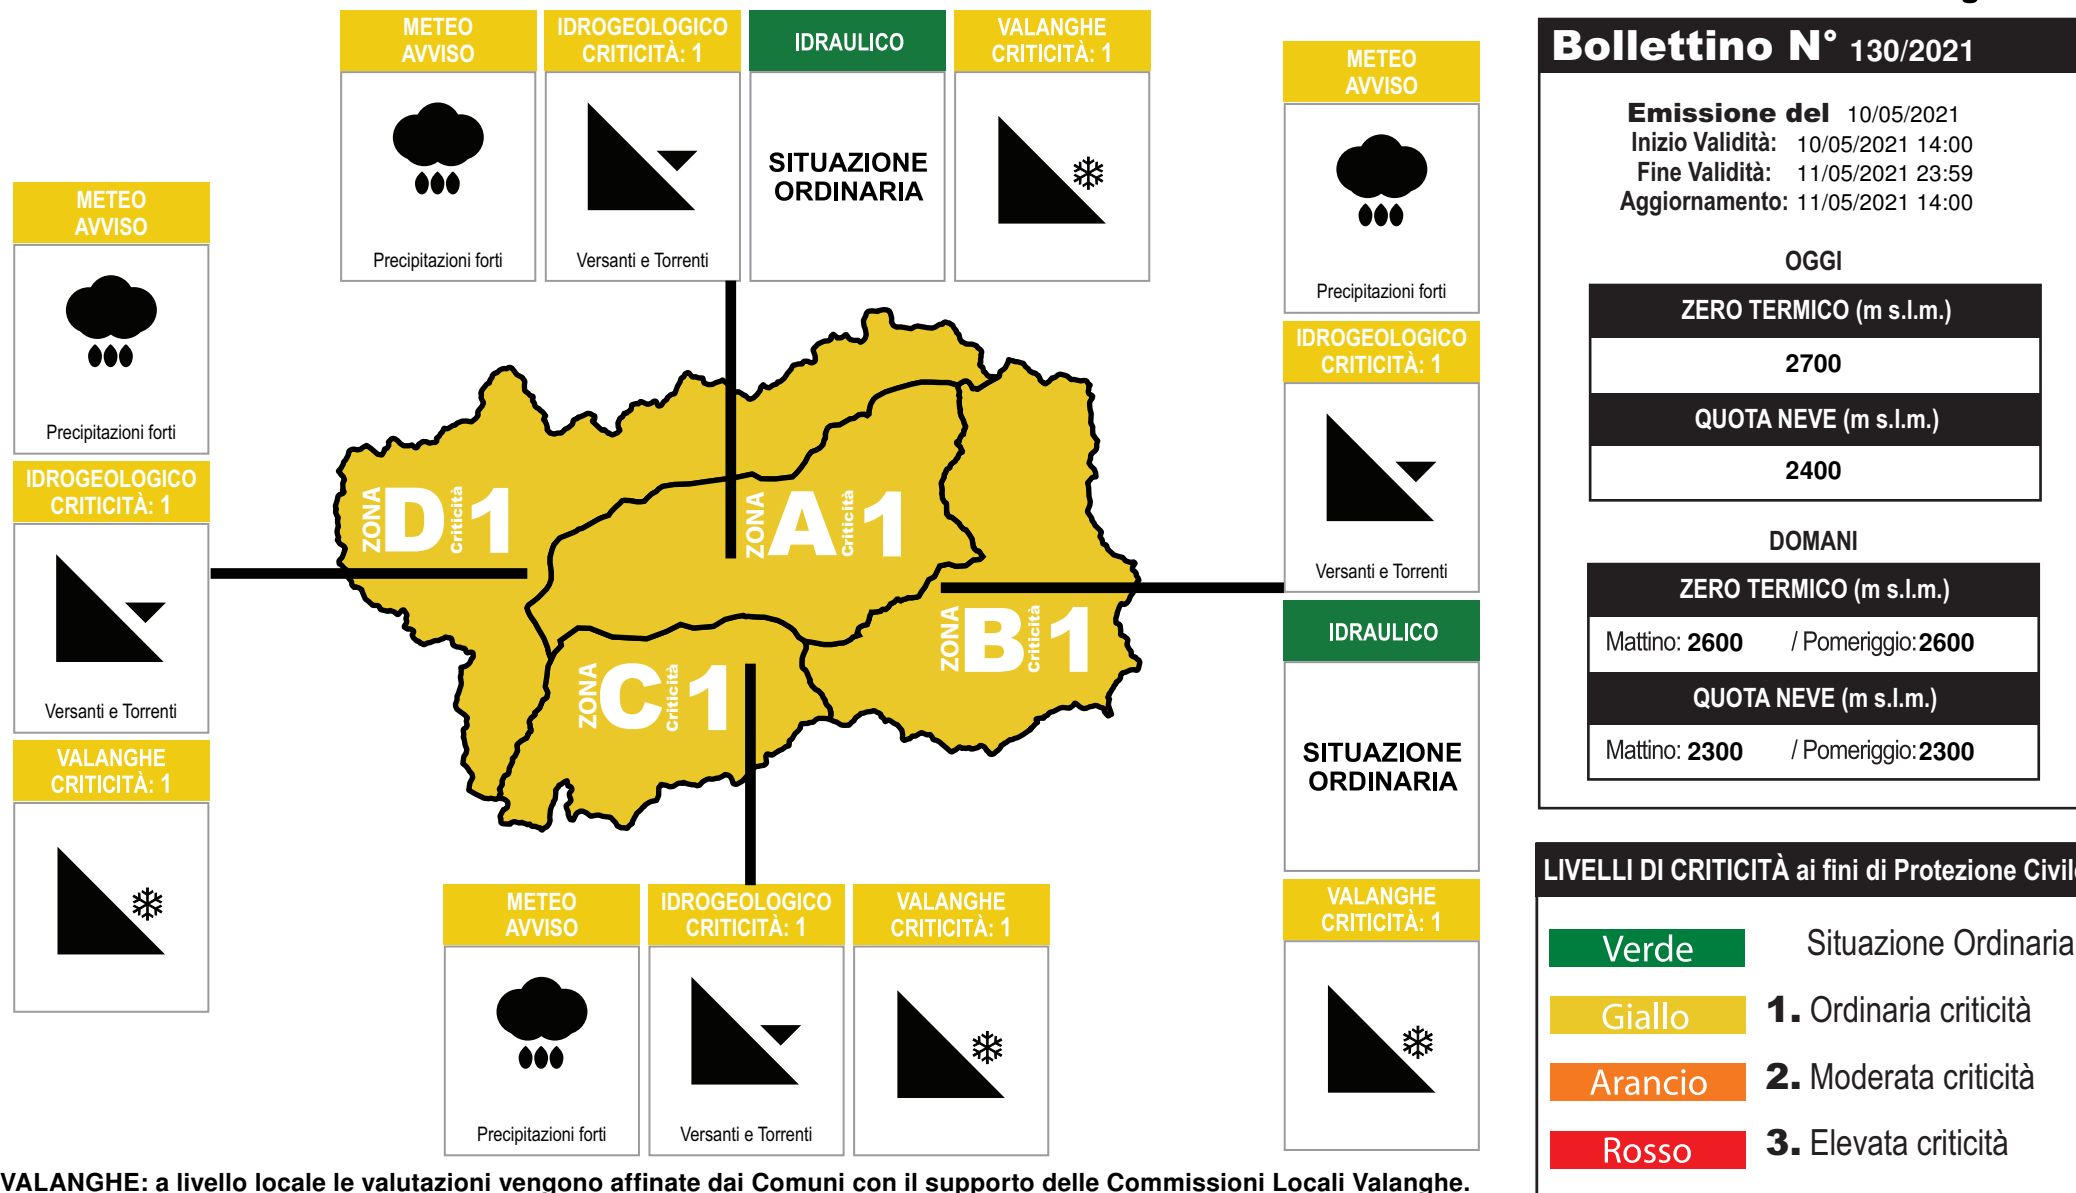 METEO
AVVISO
Precipitazioni forti
IDROGEOLOGICO
CRITICITÀ: 1
Versanti e Torrenti
IDRAULICO
SITUAZIONE
ORDINARIA
VALANGHE
CRITICITÀ: 1
METEO
AVVISO
Precipitazioni forti
IDROGEOLOGICO
CRITICITÀ: 1
Versanti e Torrenti
VALANGHE
CRITICITÀ: 1
ZONA D Criticità 1
ZONA A Criticità 1
ZONA B Criticità 1
ZONA C Criticità 1
METEO
AVVISO
Precipitazioni forti
IDROGEOLOGICO
CRITICITÀ: 1
Versanti e Torrenti
IDRAULICO
SITUAZIONE
ORDINARIA
VALANGHE
CRITICITÀ: 1
METEO
AVVISO
Precipitazioni forti
IDROGEOLOGICO
CRITICITÀ: 1
Versanti e Torrenti
VALANGHE
CRITICITÀ: 1
VALANGHE: a livello locale le valutazioni vengono affinate dai Comuni con il supporto delle Commissioni Locali Valanghe.
Bollettino N° 130/2021
Emissione del 10/05/2021
Inizio Validità: 10/05/2021 14:00
Fine Validità: 11/05/2021 23:59
Aggiornamento: 11/05/2021 14:00
OGGI
ZERO TERMICO (m s.l.m.)
2700
QUOTA NEVE (m s.l.m.)
2400
DOMANI
ZERO TERMICO (m s.l.m.)
Mattino: 2600 / Pomeriggio: 2600
QUOTA NEVE (m s.l.m.)
Mattino: 2300 / Pomeriggio: 2300
LIVELLI DI CRITICITÀ ai fini di Protezione Civile
Verde Situazione Ordinaria
Giallo 1. Ordinaria criticità
Arancio 2. Moderata criticità
Rosso 3. Elevata criticità